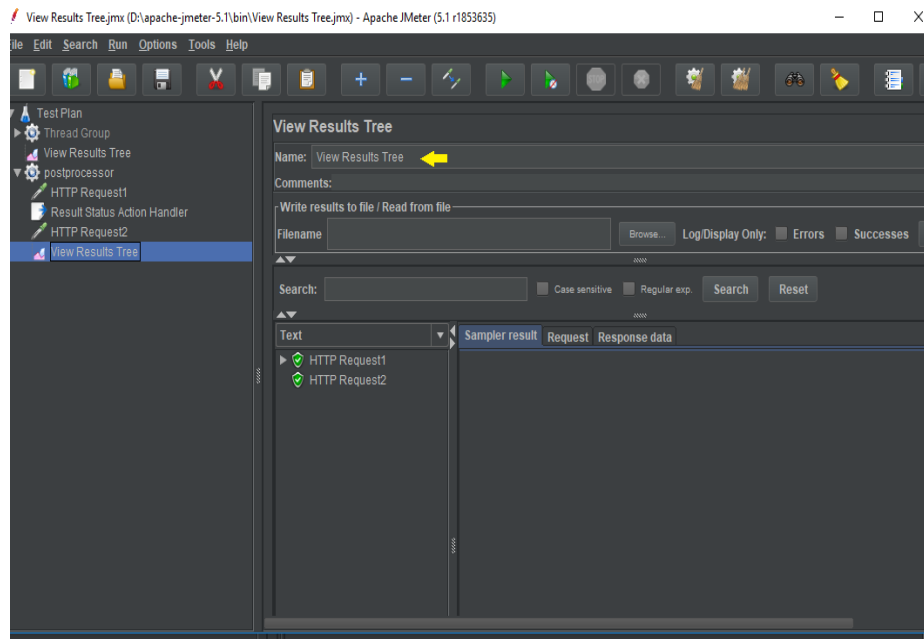 View Results Tree.jmx (D:\apache-jmeter-5.1\bin\View Results Tree.jmx) - Apache JMeter (5.1 r1853635)
File Edit Search Run Options Tools Help
STOP
Test Plan
Thread Group
View Results Tree
postprocessor
HTTP Request1
Result Status Action Handler
HTTP Request2
View Results Tree
View Results Tree
Name: View Results Tree
Comments:
Write results to file / Read from file
Filename Browse... Log/Display Only: Errors Successes
Search: Case sensitive Regular exp. Search Reset
Text Sampler result Request Response data
HTTP Request1
HTTP Request2